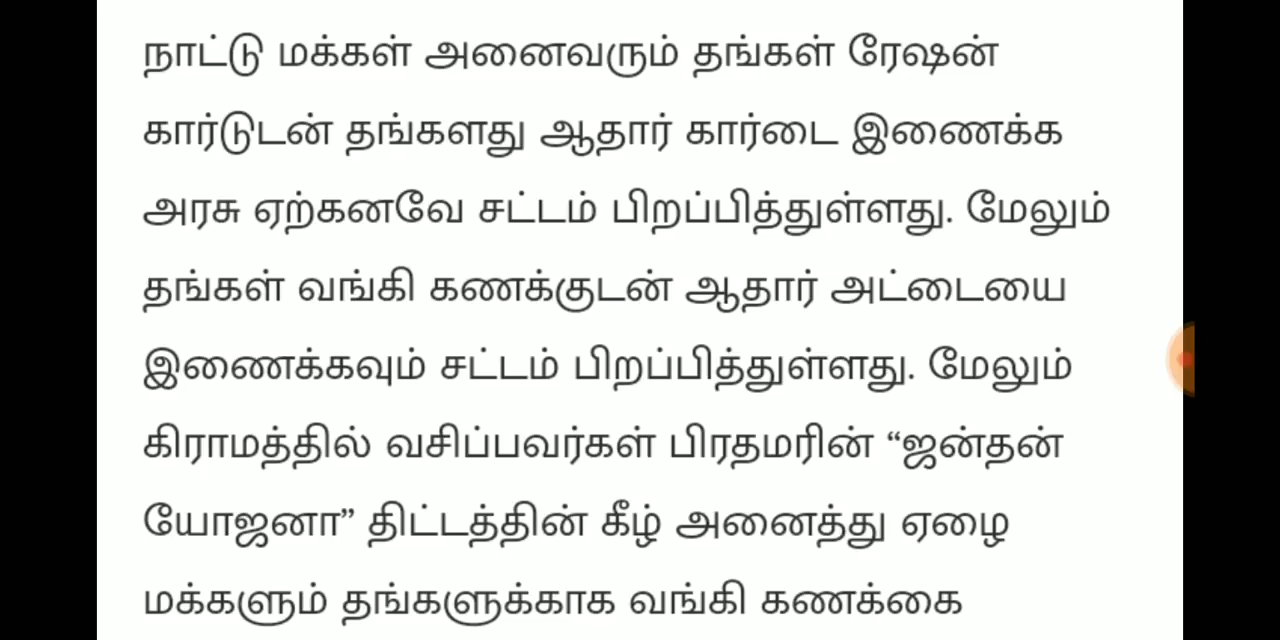 நாட்டு மக்கள் அனைவரும் தங்கள் ரேஷன்
கார்டுடன் தங்களது ஆதார் கார்டை இணைக்க
அரசு ஏற்கனவே சட்டம் பிறப்பித்துள்ளது. மேலும்
தங்கள் வங்கி கணக்குடன் ஆதார் அட்டையை
இணைக்கவும் சட்டம் பிறப்பித்துள்ளது. மேலும்
கிராமத்தில் வசிப்பவர்கள் பிரதமரின் “ஜன்தன்
யோஜனா” திட்டத்தின் கீழ் அனைத்து ஏழை
மக்களும் தங்களுக்காக வங்கி கணக்கை